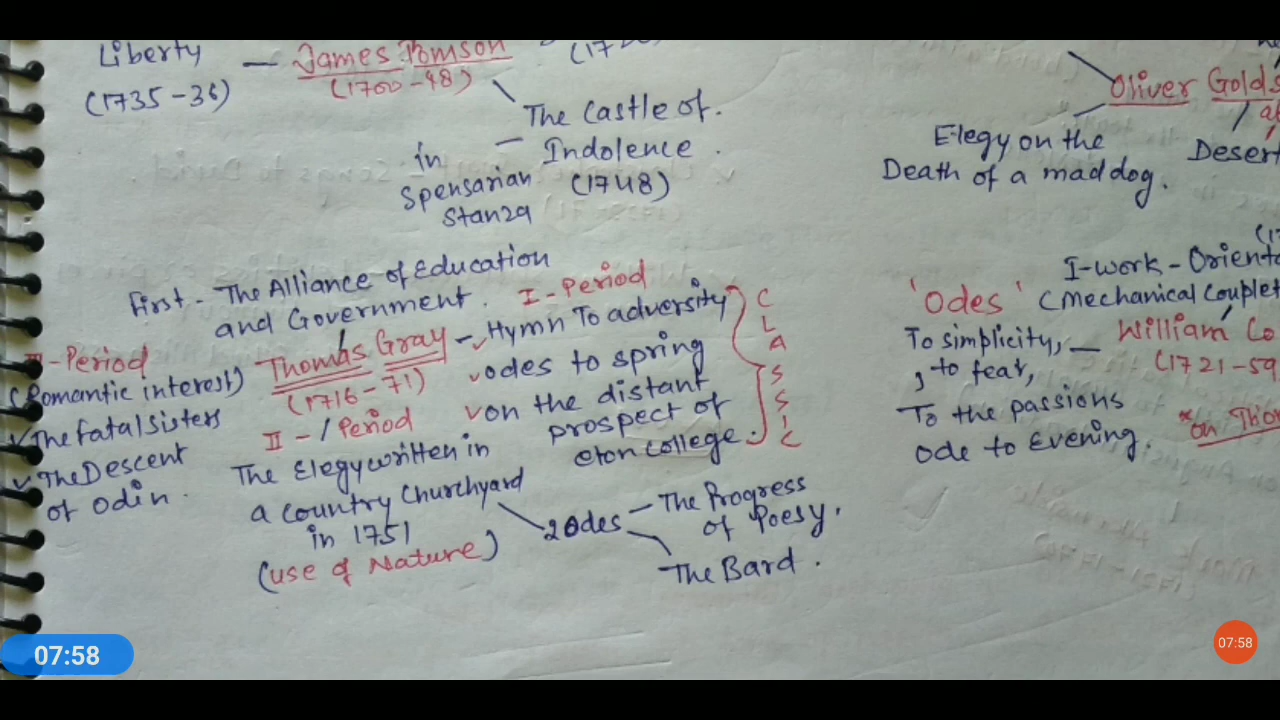 Liberty — James Tomson
(1735-36)
(1700-48)
The Castle of.
— Indolence.
(1748)
in
Spensarian
Stanza
Oliver Golds
Elegy on the
Death of a mad dog.
Desert
First - The Alliance of Education
and Government.
I-Period
III-Period
(Romantic interest)
✓The fatal sisters
✓The Descent
of Odin.
Thomas Gray
(1716-71)
- ✓Hymn To adversity
✓odes to spring
✓on the distant
prospect of
eton college.
CLASSSIC
II - Period
The Elegy written in
a country Churchyard
in 1751
(use of Nature)
2 Odes — The Progress
of Poesy.
The Bard.
I-work - Oriento
(Mechanical Couplet
'Odes'
To simplicity, — William Co
(1721-59
, to fear,
To the passions
Ode to Evening.
*on Tho
07:58
07:58